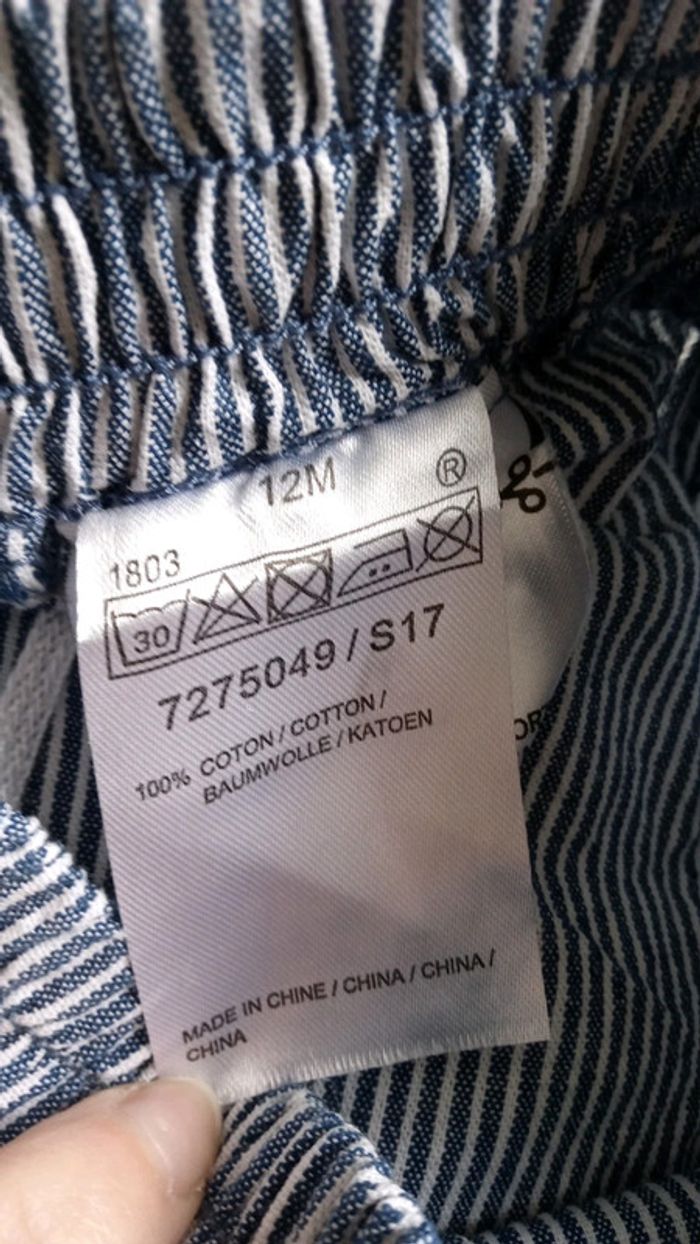 12M
®
1803
30
7275049 / S17
100% COTON / COTTON /
BAUMWOLLE / KATOEN
MADE IN CHINE / CHINA / CHINA /
CHINA